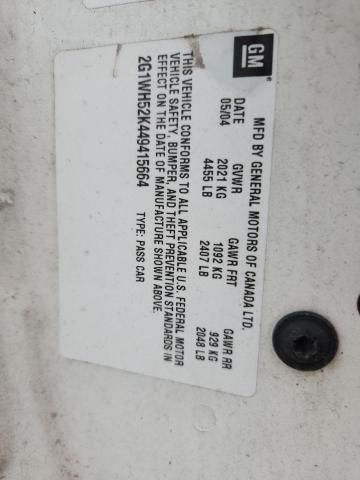 GM
MFD BY GENERAL MOTORS OF CANADA LTD.
DATE GVWR GAWR FRT GAWR RR
05/04 2021 KG 1092 KG 929 KG
4455 LB 2407 LB 2048 LB
THIS VEHICLE CONFORMS TO ALL APPLICABLE U.S. FEDERAL MOTOR
VEHICLE SAFETY, BUMPER, AND THEFT PREVENTION STANDARDS IN
EFFECT ON THE DATE OF MANUFACTURE SHOWN ABOVE.
2G1WH52K449415664 TYPE: PASS CAR